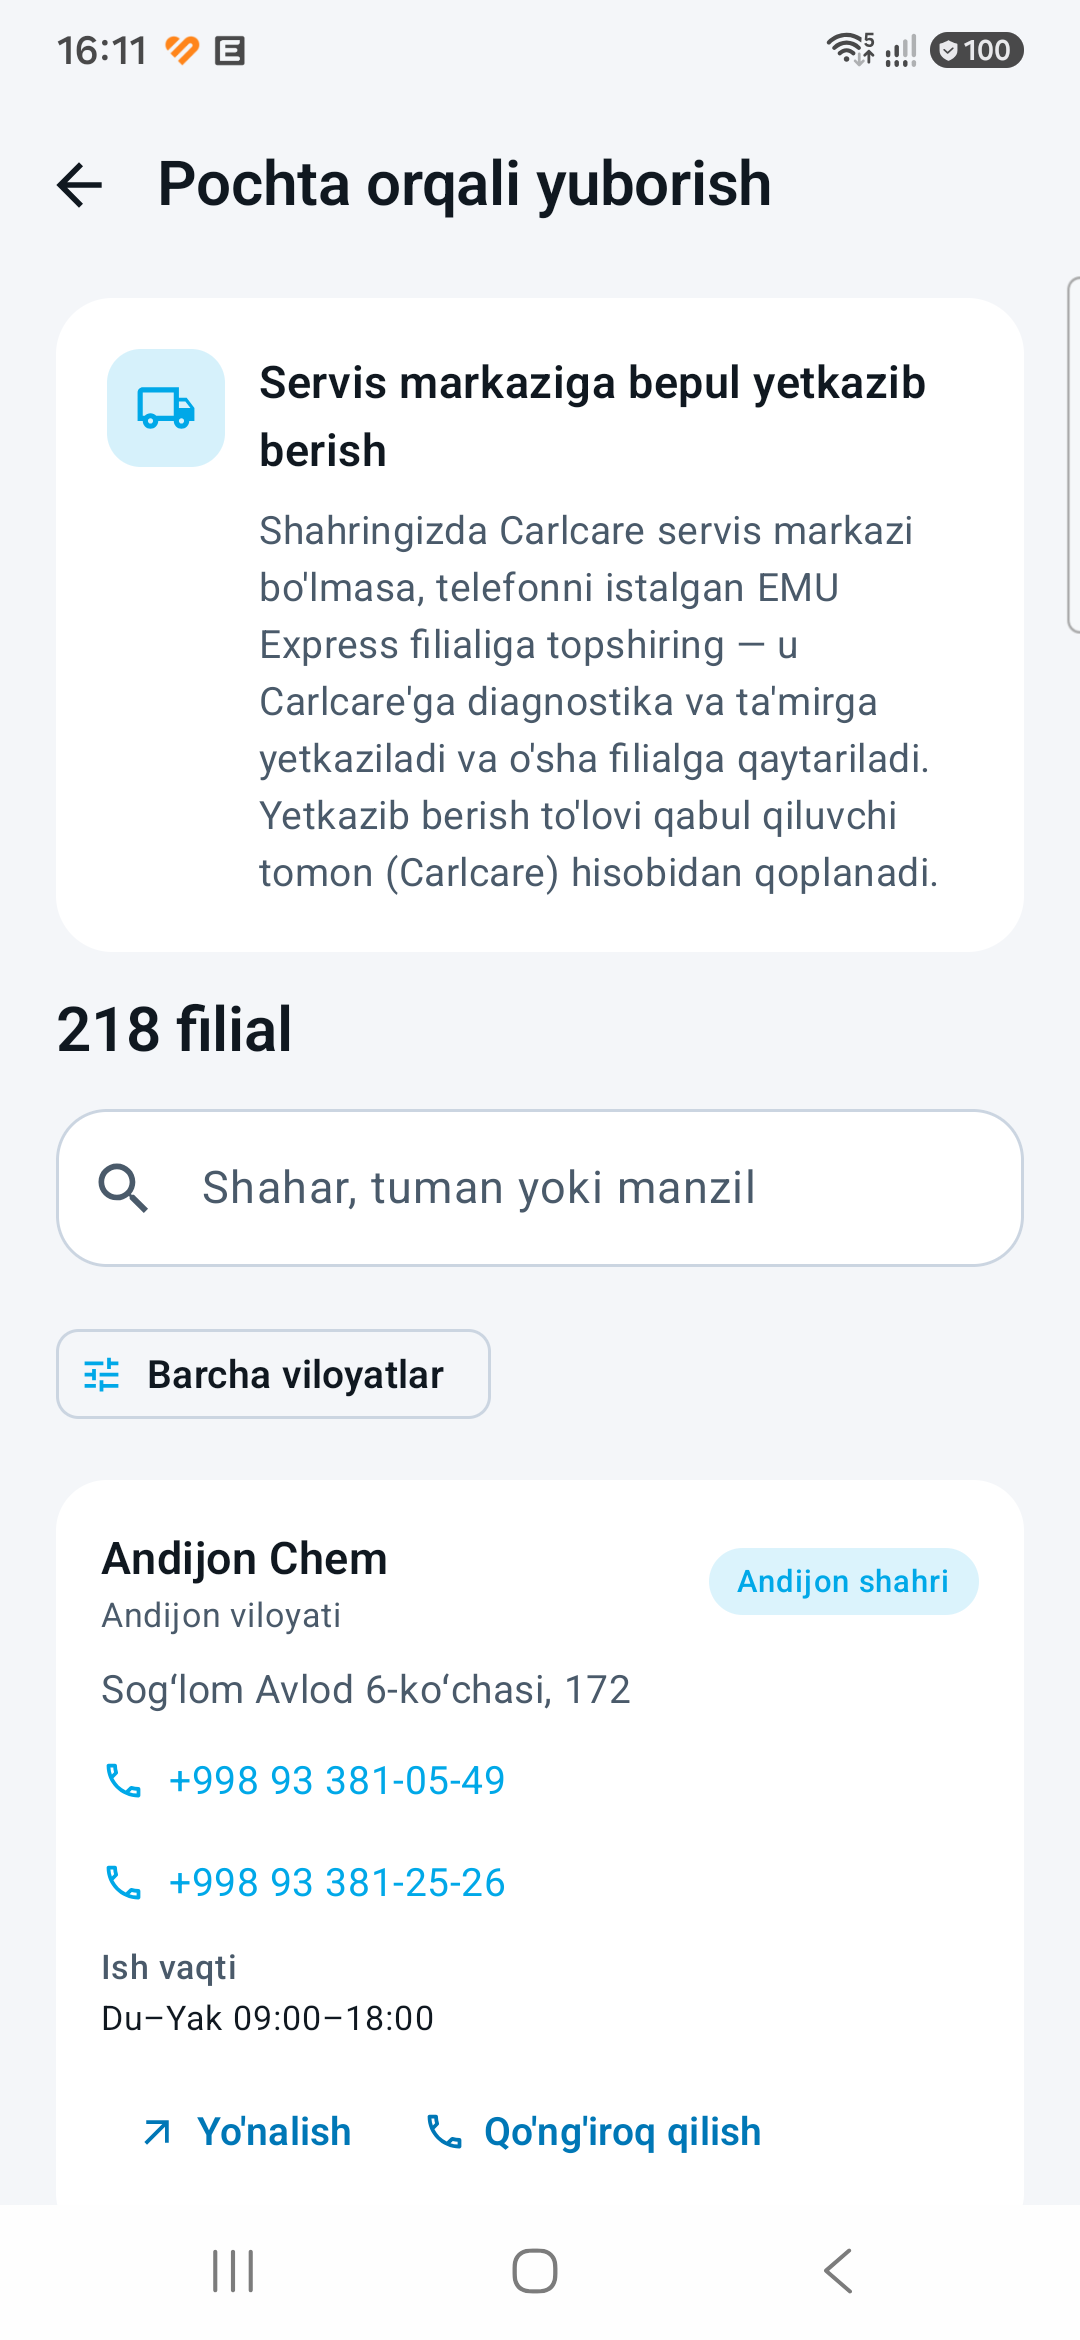 16:11
100
Pochta orqali yuborish
Servis markaziga bepul yetkazib
berish
Shahringizda Carlcare servis markazi
bo'lmasa, telefonni istalgan EMU
Express filialiga topshiring — u
Carlcare'ga diagnostika va ta'mirga
yetkaziladi va o'sha filialga qaytariladi.
Yetkazib berish to'lovi qabul qiluvchi
tomon (Carlcare) hisobidan qoplanadi.
218 filial
Shahar, tuman yoki manzil
Barcha viloyatlar
Andijon Chem
Andijon shahri
Andijon viloyati
Sog‘lom Avlod 6-ko‘chasi, 172
+998 93 381-05-49
+998 93 381-25-26
Ish vaqti
Du–Yak 09:00–18:00
Yo'nalish
Qo'ng'iroq qilish